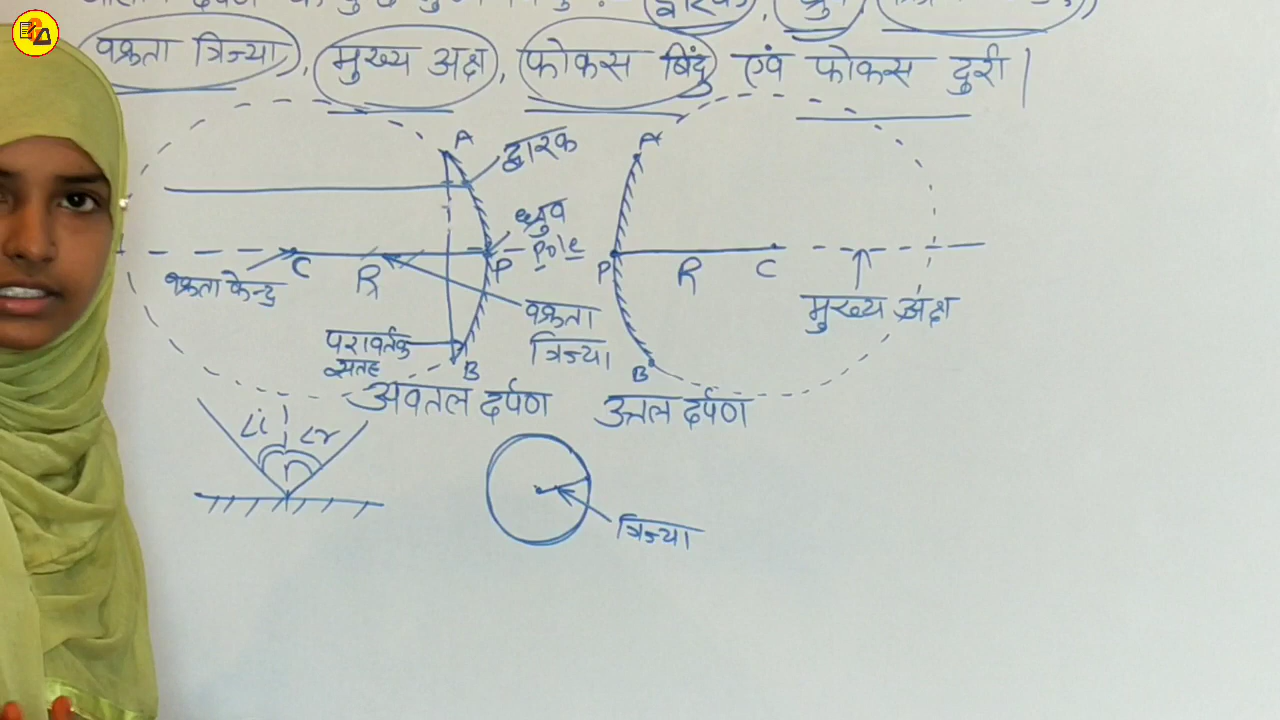 वक्रता त्रिज्या, मुख्य अक्ष, फोकस बिंदु एवं फोकस दुरी।
A
द्वारक
ध्रुव
Pole
C R P
वक्रता केन्द्र
वक्रता
त्रिज्या
परावर्तक
सतह
B
अवतल दर्पण
A
P R C
मुख्य अक्ष
B
उत्तल दर्पण
∠i ∠r
त्रिज्या